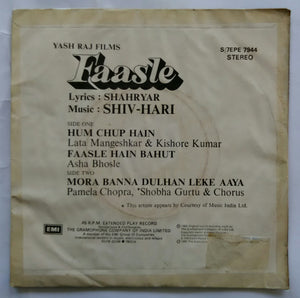 YASH RAJ FILMS
S/7EPE 7944
STEREO
Faasle
Lyrics : SHAHRYAR
Music : SHIV-HARI
SIDE ONE
HUM CHUP HAIN
Lata Mangeshkar & Kishore Kumar
FAASLE HAIN BAHUT
Asha Bhosle
SIDE TWO
MORA BANNA DULHAN LEKE AAYA
Pamela Chopra, *Shobha Gurtu & Chorus
* This artiste appears by Courtesy of Music India Ltd.
EMI
45 R.P.M. EXTENDED PLAY RECORD
THE GRAMOPHONE COMPANY OF INDIA LIMITED